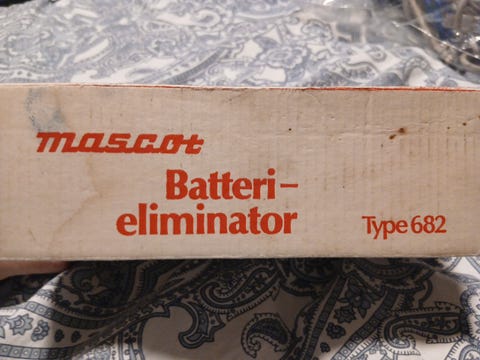 mascot
Batteri-
eliminator
Type 682